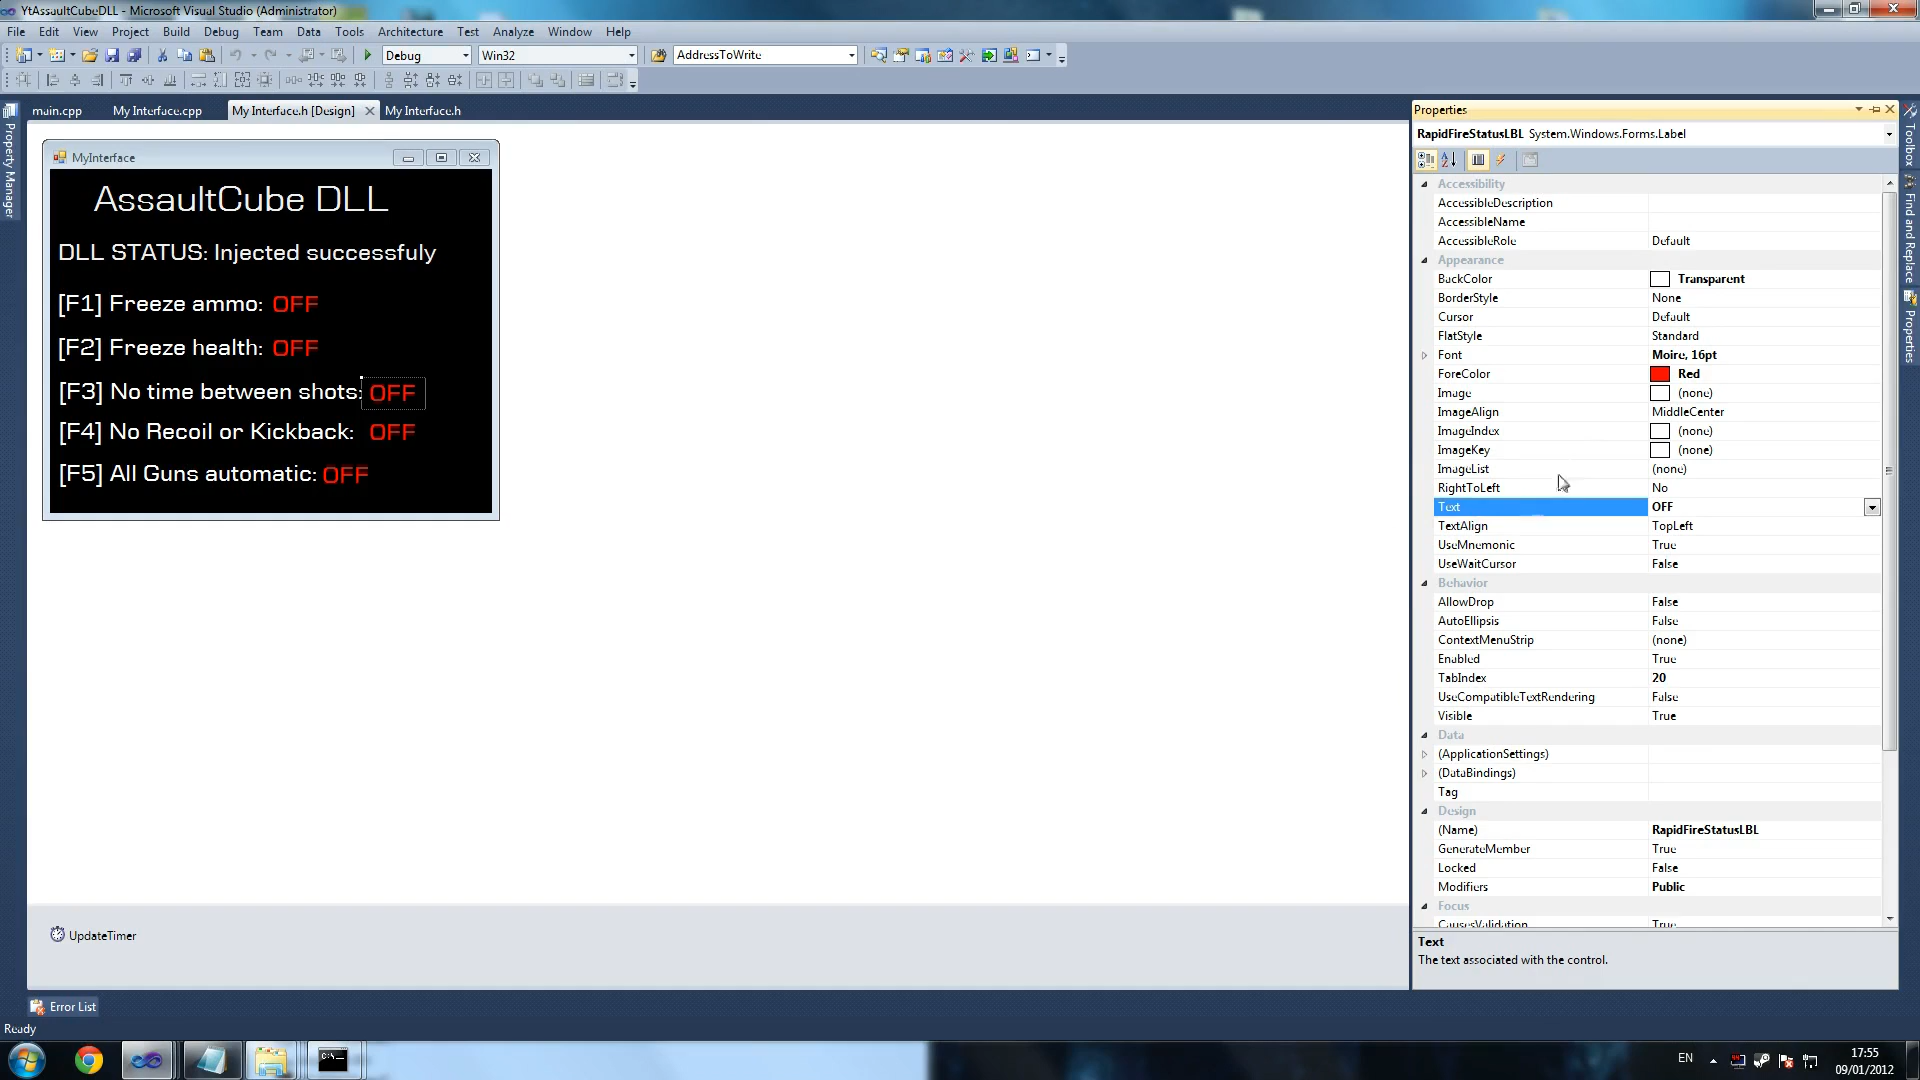 YtAssaultCubeDLL - Microsoft Visual Studio (Administrator)
File Edit View Debug Project Build Debug Team Data Tools Architecture Test Analyze Window Help
Debug Win32 AddressToWrite
main.cpp My Interface.cpp My Interface.h [Design] My Interface.h
Property Manager
MyInterface
AssaultCube DLL
DLL STATUS: Injected successfuly
[F1] Freeze ammo: OFF
[F2] Freeze health: OFF
[F3] No time between shots: OFF
[F4] No Recoil or Kickback: OFF
[F5] All Guns automatic: OFF
UpdateTimer
Properties
RapidFireStatusLBL System.Windows.Forms.Label
Accessibility
AccessibleDescription
AccessibleName
AccessibleRole Default
Appearance
BackColor Transparent
BorderStyle None
Cursor Default
FlatStyle Standard
Font Moire, 16pt
ForeColor Red
Image (none)
ImageAlign MiddleCenter
ImageIndex (none)
ImageKey (none)
ImageList (none)
RightToLeft No
Text OFF
TextAlign TopLeft
UseMnemonic True
UseWaitCursor False
Behavior
AllowDrop False
AutoEllipsis False
ContextMenuStrip (none)
Enabled True
TabIndex 20
UseCompatibleTextRendering False
Visible True
Data
(ApplicationSettings)
(DataBindings)
Tag
Design
(Name) RapidFireStatusLBL
GenerateMember True
Locked False
Modifiers Public
Focus
CausesValidation True
Text
The text associated with the control.
Toolbox
Find and Replace
Properties
Error List
Ready
EN
17:55
09/01/2012